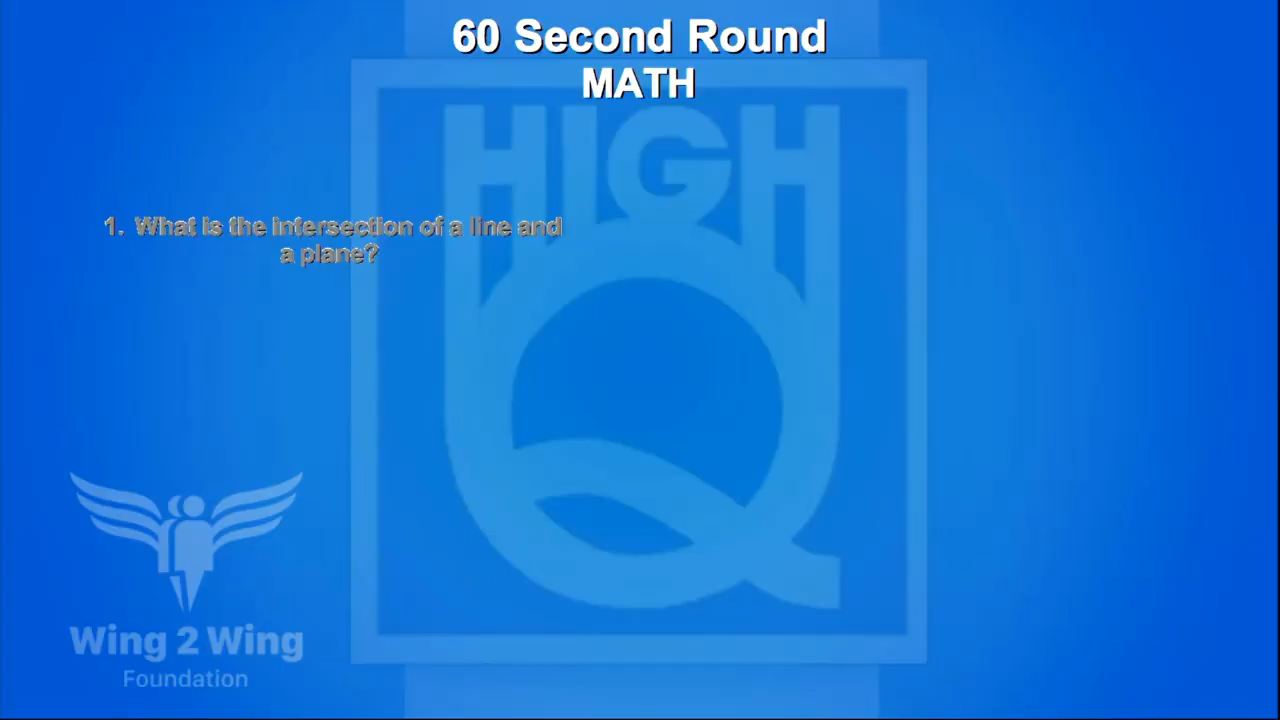 60 Second Round
MATH
HIGH
Q
1. What is the intersection of a line and
a plane?
Wing 2 Wing
Foundation